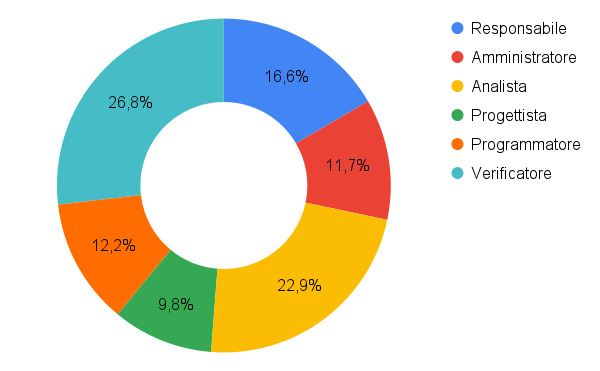 16,6%
11,7%
22,9%
9,8%
12,2%
26,8%
Responsabile
Amministratore
Analista
Progettista
Programmatore
Verificatore